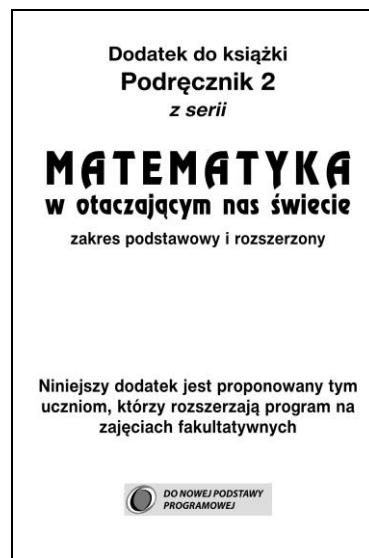 Dodatek do książki
Podręcznik 2
z serii
MATEMATYKA
w otaczającym nas świecie
zakres podstawowy i rozszerzony
Niniejszy dodatek jest proponowany tym
uczniom, którzy rozszerzają program na
zajęciach fakultatywnych
DO NOWEJ PODSTAWY
PROGRAMOWEJ